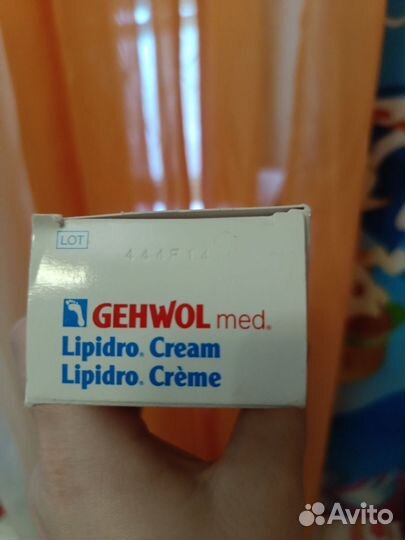 LOT
444F14
GEHWOL med.
Lipidro. Cream
Lipidro. Crème
Avito